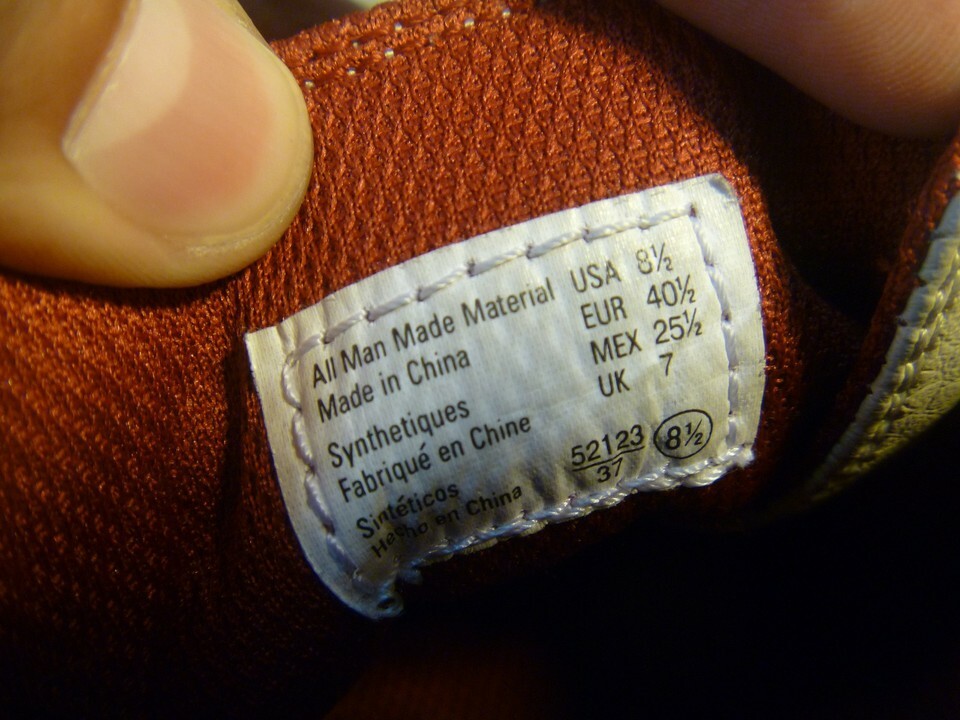 All Man Made Material
Made in China
Synthetiques
Fabriqué en Chine
Sintéticos
Hecho en China
USA 8½
EUR 40½
MEX 25½
UK 7
52123
37
8½